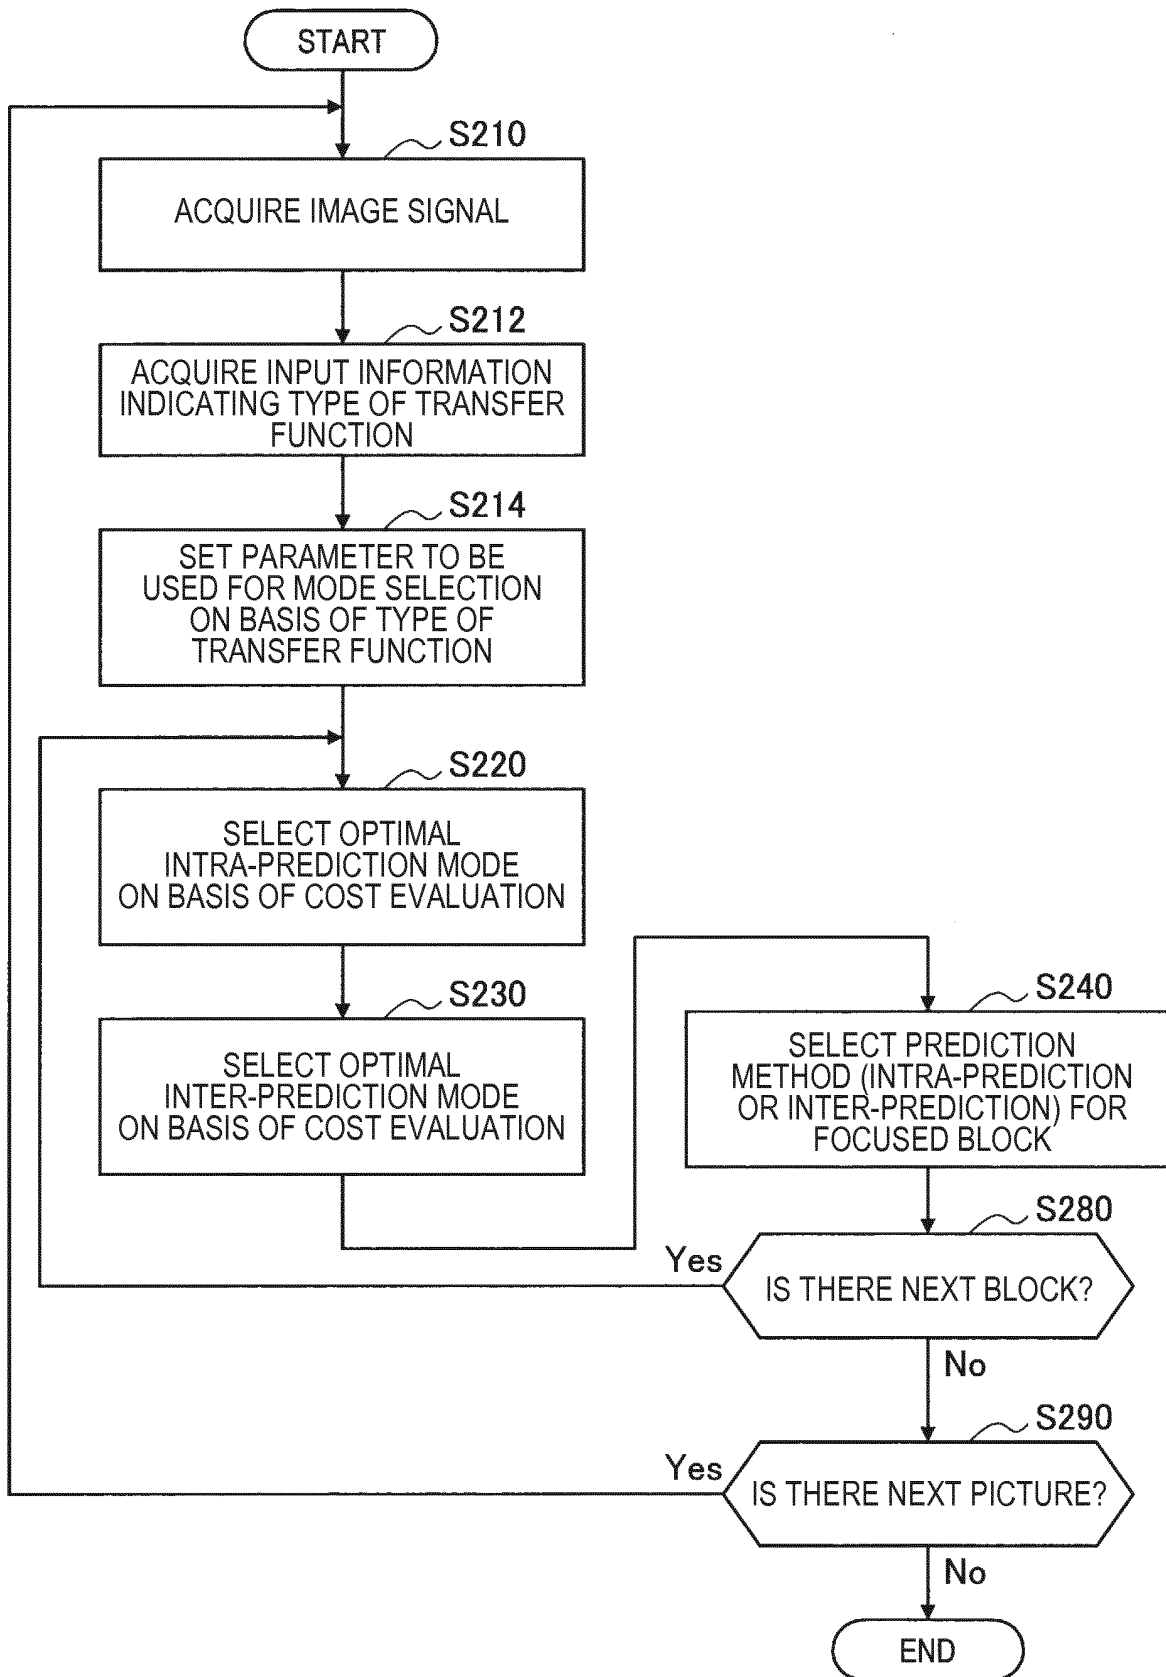 START
S210
ACQUIRE IMAGE SIGNAL
S212
ACQUIRE INPUT INFORMATION
INDICATING TYPE OF TRANSFER
FUNCTION
S214
SET PARAMETER TO BE
USED FOR MODE SELECTION
ON BASIS OF TYPE OF
TRANSFER FUNCTION
S220
SELECT OPTIMAL
INTRA-PREDICTION MODE
ON BASIS OF COST EVALUATION
S230
SELECT OPTIMAL
INTER-PREDICTION MODE
ON BASIS OF COST EVALUATION
S240
SELECT PREDICTION
METHOD (INTRA-PREDICTION
OR INTER-PREDICTION) FOR
FOCUSED BLOCK
S280
Yes
IS THERE NEXT BLOCK?
No
S290
Yes
IS THERE NEXT PICTURE?
No
END